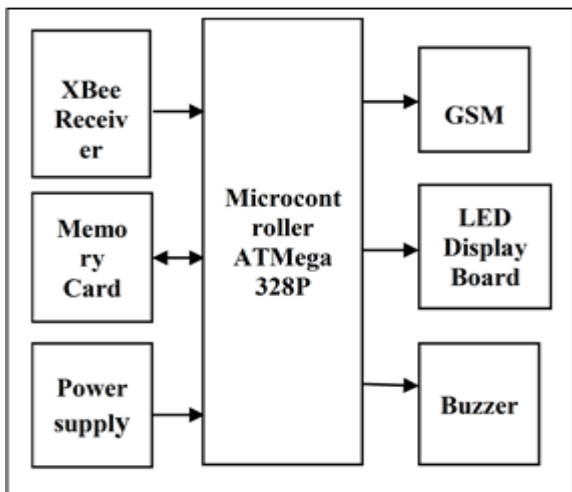 XBee
Receiv
er
Memo
ry
Card
Power
supply
Microcont
roller
ATMega
328P
GSM
LED
Display
Board
Buzzer